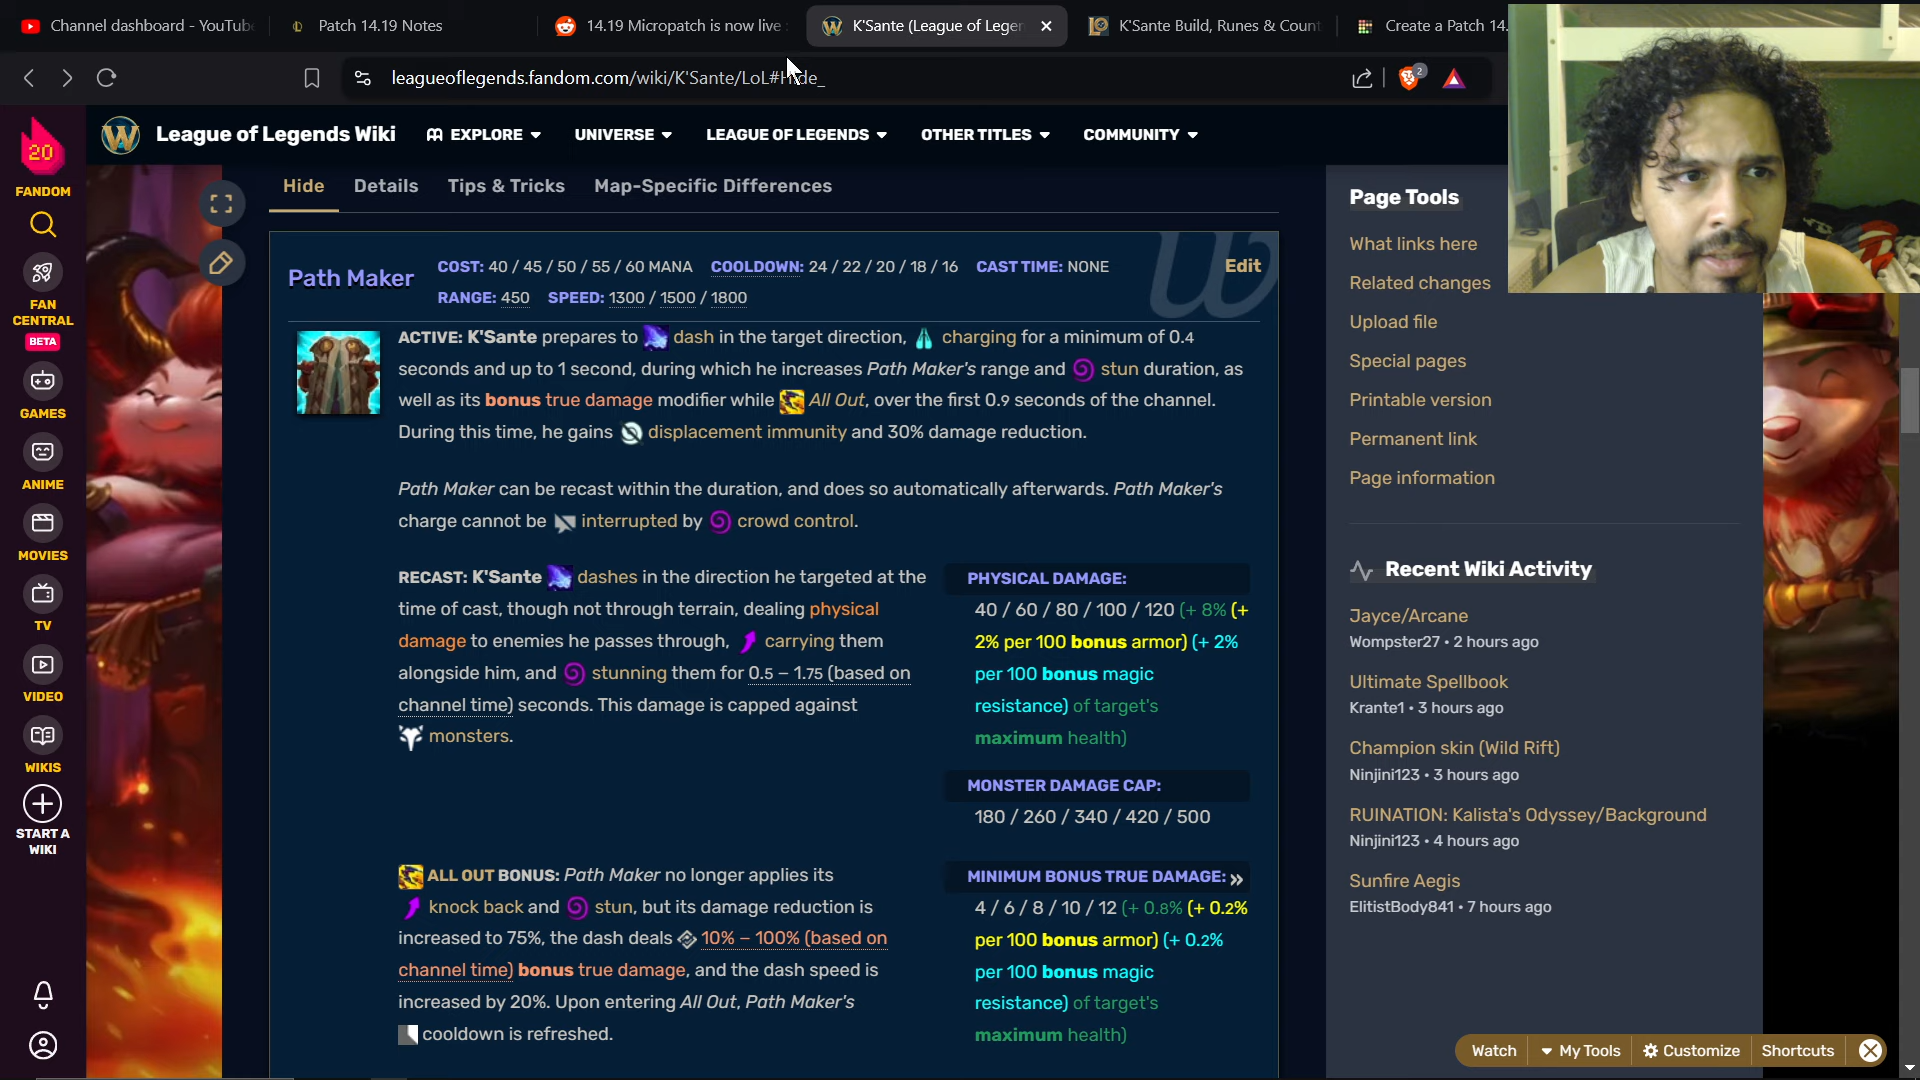 Channel dashboard - YouTube
Patch 14.19 Notes
14.19 Micropatch is now live
K'Sante (League of Legen
K'Sante Build, Runes & Count
Create a Patch 14.
leagueoflegends.fandom.com/wiki/K'Sante/LoL#Hide_
2
20
FANDOM
FAN CENTRAL
BETA
GAMES
ANIME
MOVIES
TV
VIDEO
WIKIS
START A WIKI
League of Legends Wiki
EXPLORE
UNIVERSE
LEAGUE OF LEGENDS
OTHER TITLES
COMMUNITY
Hide
Details
Tips & Tricks
Map-Specific Differences
Path Maker
COST: 40 / 45 / 50 / 55 / 60 MANA COOLDOWN: 24 / 22 / 20 / 18 / 16 CAST TIME: NONE
Edit
RANGE: 450 SPEED: 1300 / 1500 / 1800
ACTIVE: K'Sante prepares to dash in the target direction, charging for a minimum of 0.4
seconds and up to 1 second, during which he increases Path Maker's range and stun duration, as
well as its bonus true damage modifier while All Out, over the first 0.9 seconds of the channel.
During this time, he gains displacement immunity and 30% damage reduction.
Path Maker can be recast within the duration, and does so automatically afterwards. Path Maker's
charge cannot be interrupted by crowd control.
RECAST: K'Sante dashes in the direction he targeted at the
time of cast, though not through terrain, dealing physical
damage to enemies he passes through, carrying them
alongside him, and stunning them for 0.5 – 1.75 (based on
channel time) seconds. This damage is capped against
monsters.
PHYSICAL DAMAGE:
40 / 60 / 80 / 100 / 120 (+ 8% (+
2% per 100 bonus armor) (+ 2%
per 100 bonus magic
resistance) of target's
maximum health)
MONSTER DAMAGE CAP:
180 / 260 / 340 / 420 / 500
ALL OUT BONUS: Path Maker no longer applies its
knock back and stun, but its damage reduction is
increased to 75%, the dash deals 10% – 100% (based on
channel time) bonus true damage, and the dash speed is
increased by 20%. Upon entering All Out, Path Maker's
cooldown is refreshed.
MINIMUM BONUS TRUE DAMAGE: »
4 / 6 / 8 / 10 / 12 (+ 0.8% (+ 0.2%
per 100 bonus armor) (+ 0.2%
per 100 bonus magic
resistance) of target's
maximum health)
Page Tools
What links here
Related changes
Upload file
Special pages
Printable version
Permanent link
Page information
Recent Wiki Activity
Jayce/Arcane
Wompster27 • 2 hours ago
Ultimate Spellbook
Krante1 • 3 hours ago
Champion skin (Wild Rift)
Ninjini123 • 3 hours ago
RUINATION: Kalista's Odyssey/Background
Ninjini123 • 4 hours ago
Sunfire Aegis
ElitistBody841 • 7 hours ago
Watch
My Tools
Customize
Shortcuts